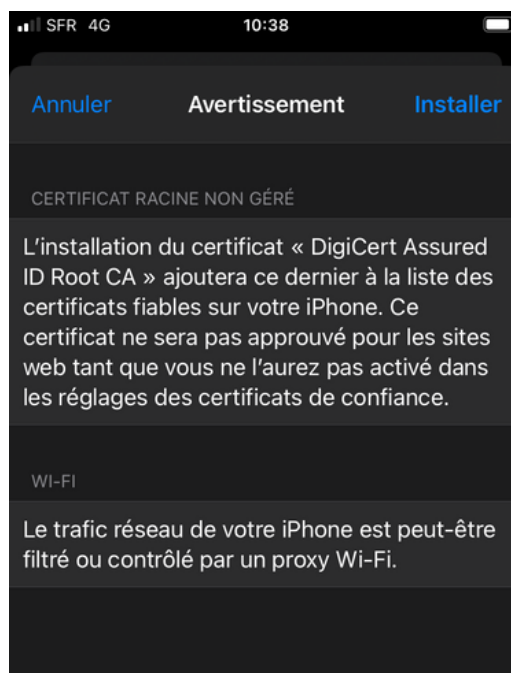 SFR 4G 10:38
Annuler Avertissement Installer
CERTIFICAT RACINE NON GÉRÉ
L’installation du certificat « DigiCert Assured
ID Root CA » ajoutera ce dernier à la liste des
certificats fiables sur votre iPhone. Ce
certificat ne sera pas approuvé pour les sites
web tant que vous ne l’aurez pas activé dans
les réglages des certificats de confiance.
WI-FI
Le trafic réseau de votre iPhone est peut-être
filtré ou contrôlé par un proxy Wi-Fi.